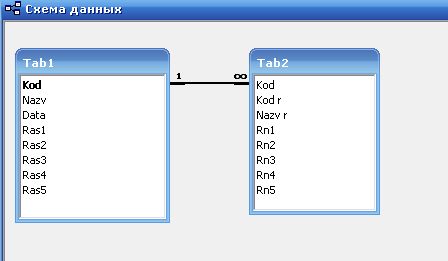 Схема данных
Tab1
Kod
Nazv
Data
Ras1
Ras2
Ras3
Ras4
Ras5
1 ∞
Tab2
Kod
Kod r
Nazv r
Rn1
Rn2
Rn3
Rn4
Rn5